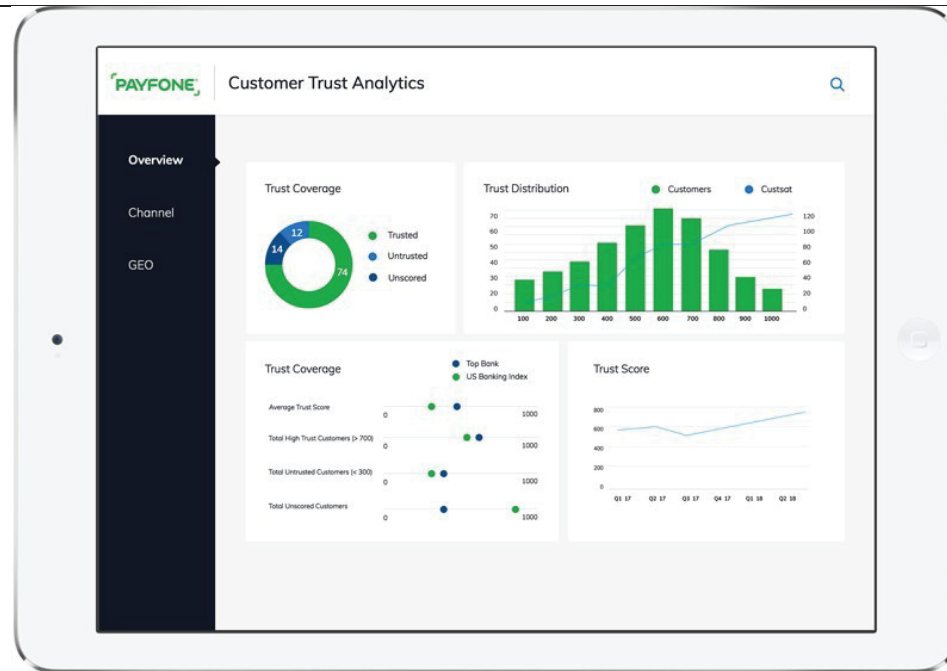 PAYFONE
Customer Trust Analytics
Overview
Channel
GEO
Trust Coverage
12
14
74
Trusted
Untrusted
Unscored
Trust Distribution
Customers
Custsat
70
60
50
40
30
20
0
120
100
80
60
40
20
0
100 200 300 400 500 600 700 800 900 1000
Trust Coverage
Top Bank
US Banking Index
Average Trust Score
0 1000
Total High Trust Customers (> 700)
0 1000
Total Untrusted Customers (< 300)
0 1000
Total Unscored Customers
0 1000
Trust Score
800
600
400
200
0
Q1 17 Q2 17 Q3 17 Q4 17 Q1 18 Q2 18